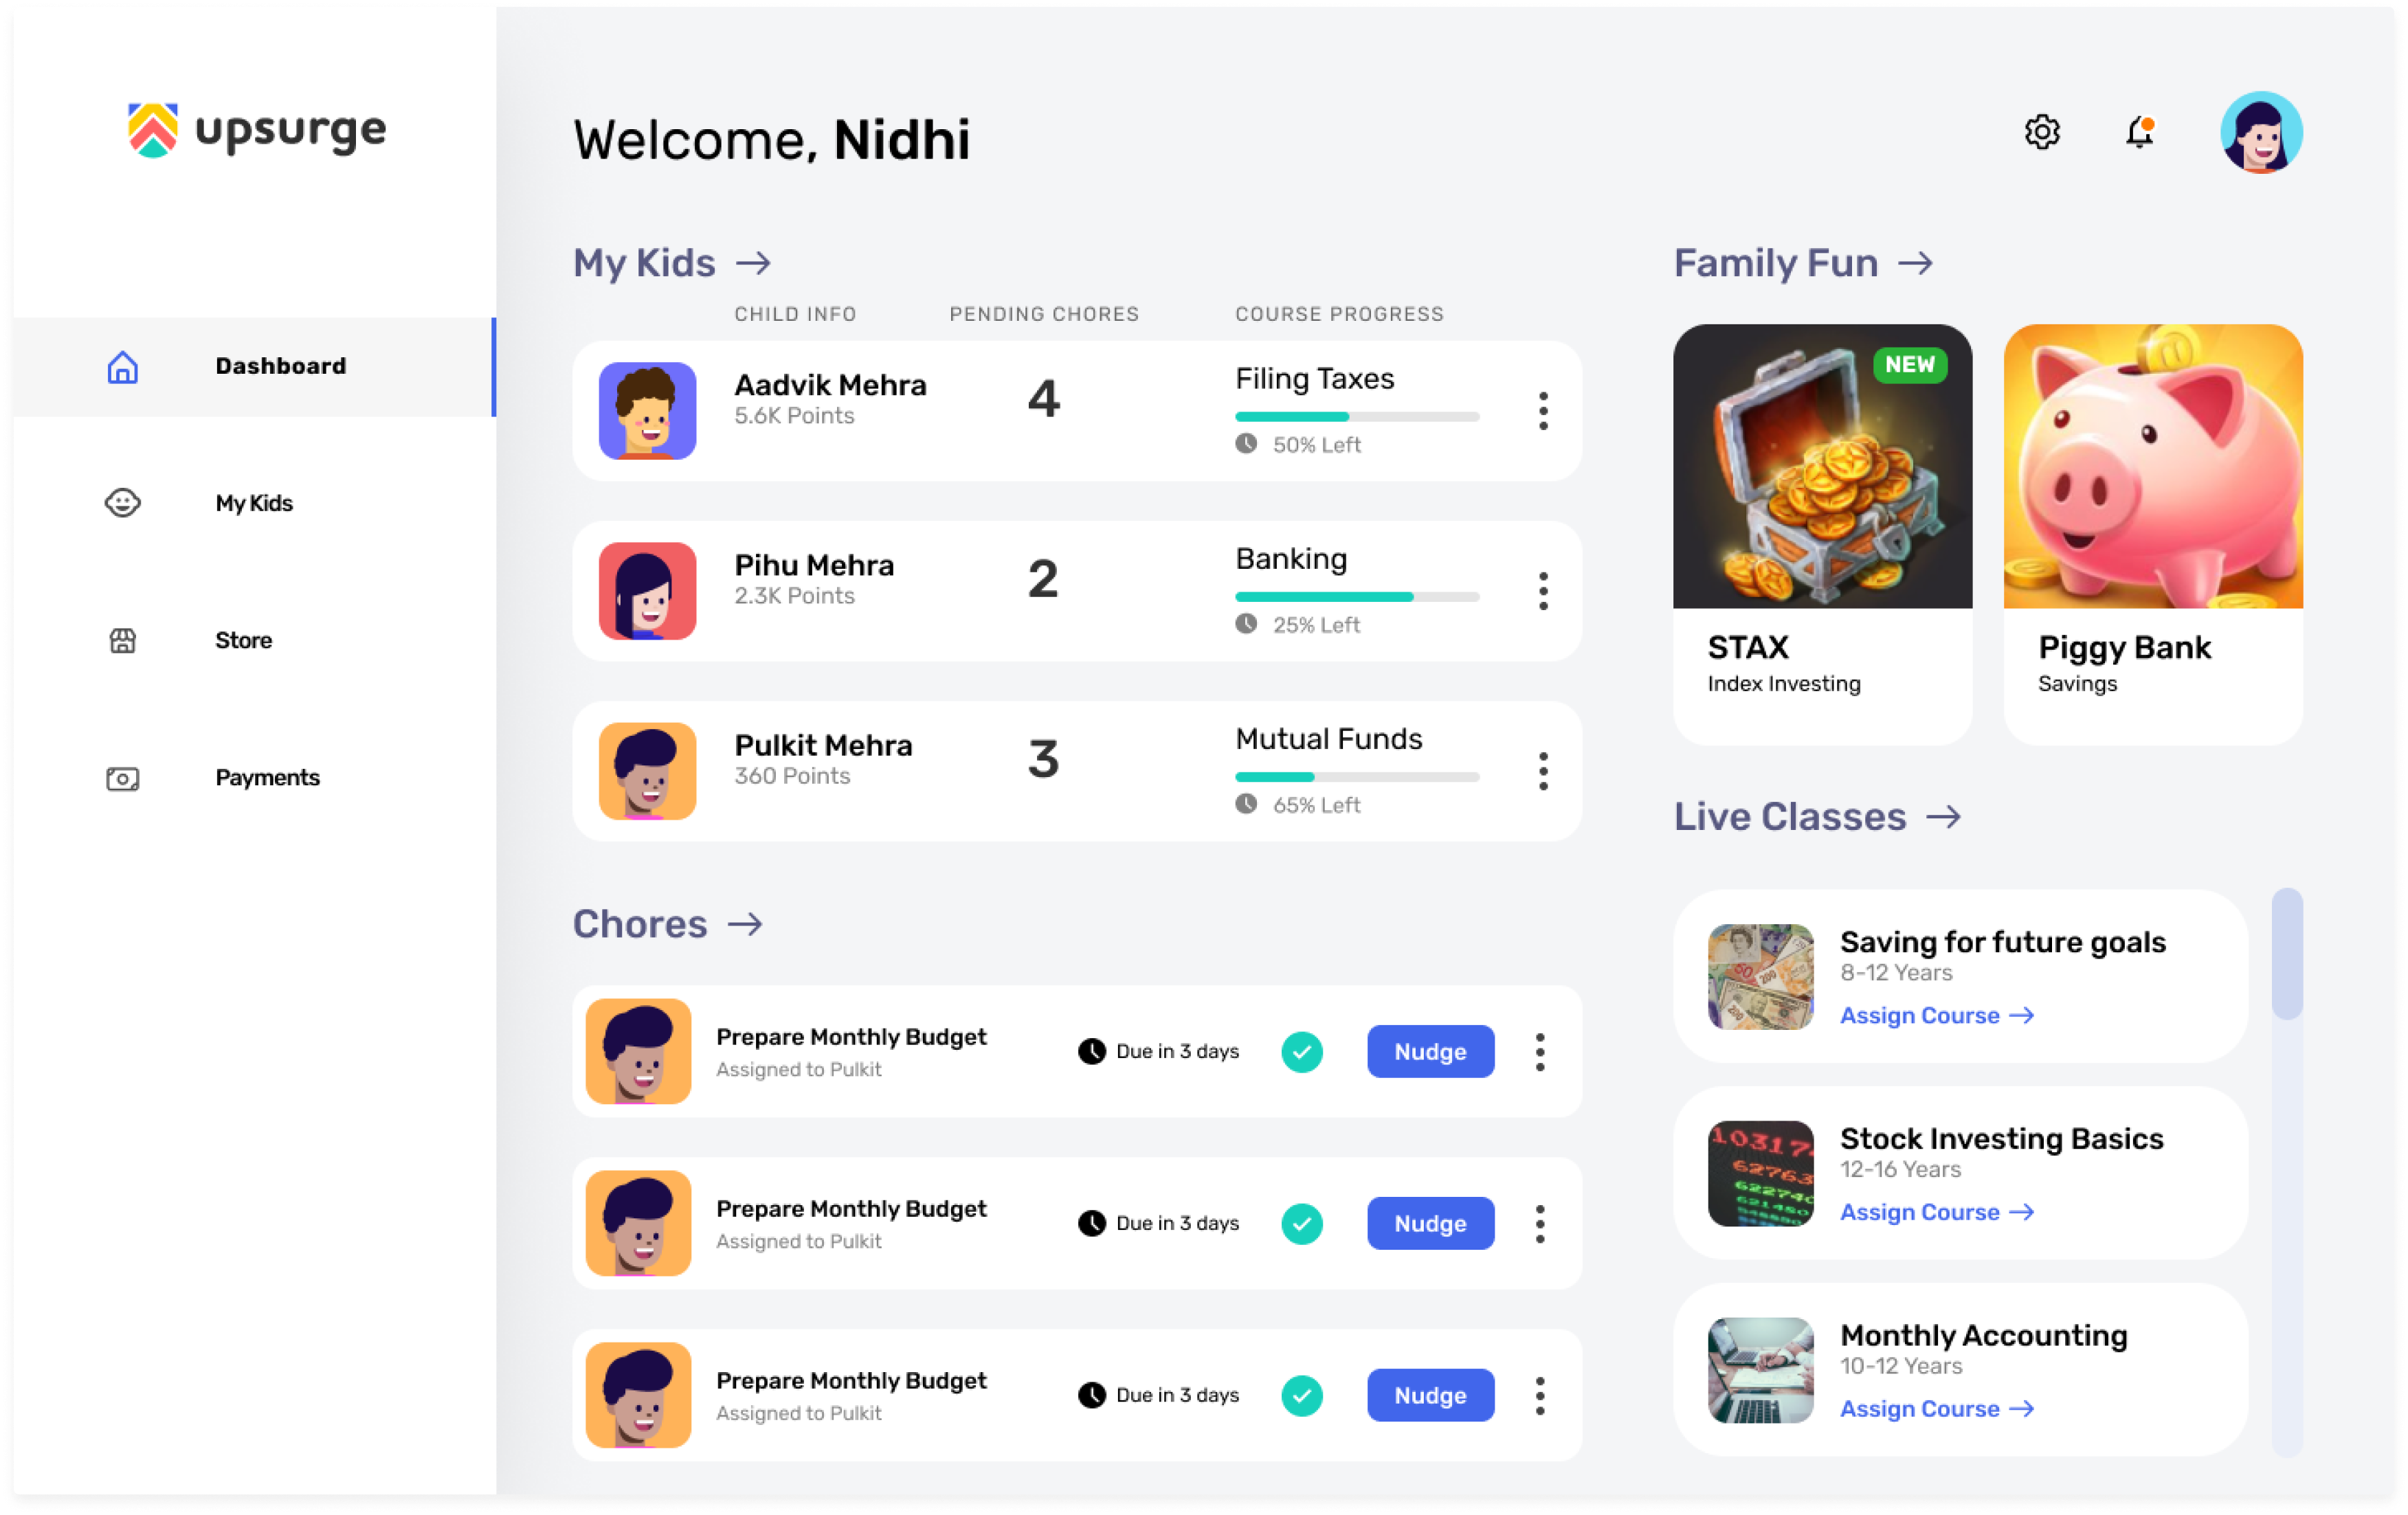 upsurge
Dashboard
My Kids
Store
Payments
Welcome, Nidhi
My Kids →
CHILD INFO PENDING CHORES COURSE PROGRESS
Aadvik Mehra
5.6K Points
4
Filing Taxes
50% Left
Pihu Mehra
2.3K Points
2
Banking
25% Left
Pulkit Mehra
360 Points
3
Mutual Funds
65% Left
Chores →
Prepare Monthly Budget
Assigned to Pulkit
Due in 3 days
Nudge
Prepare Monthly Budget
Assigned to Pulkit
Due in 3 days
Nudge
Prepare Monthly Budget
Assigned to Pulkit
Due in 3 days
Nudge
Family Fun →
NEW
STAX
Index Investing
Piggy Bank
Savings
Live Classes →
Saving for future goals
8-12 Years
Assign Course →
Stock Investing Basics
12-16 Years
Assign Course →
Monthly Accounting
10-12 Years
Assign Course →